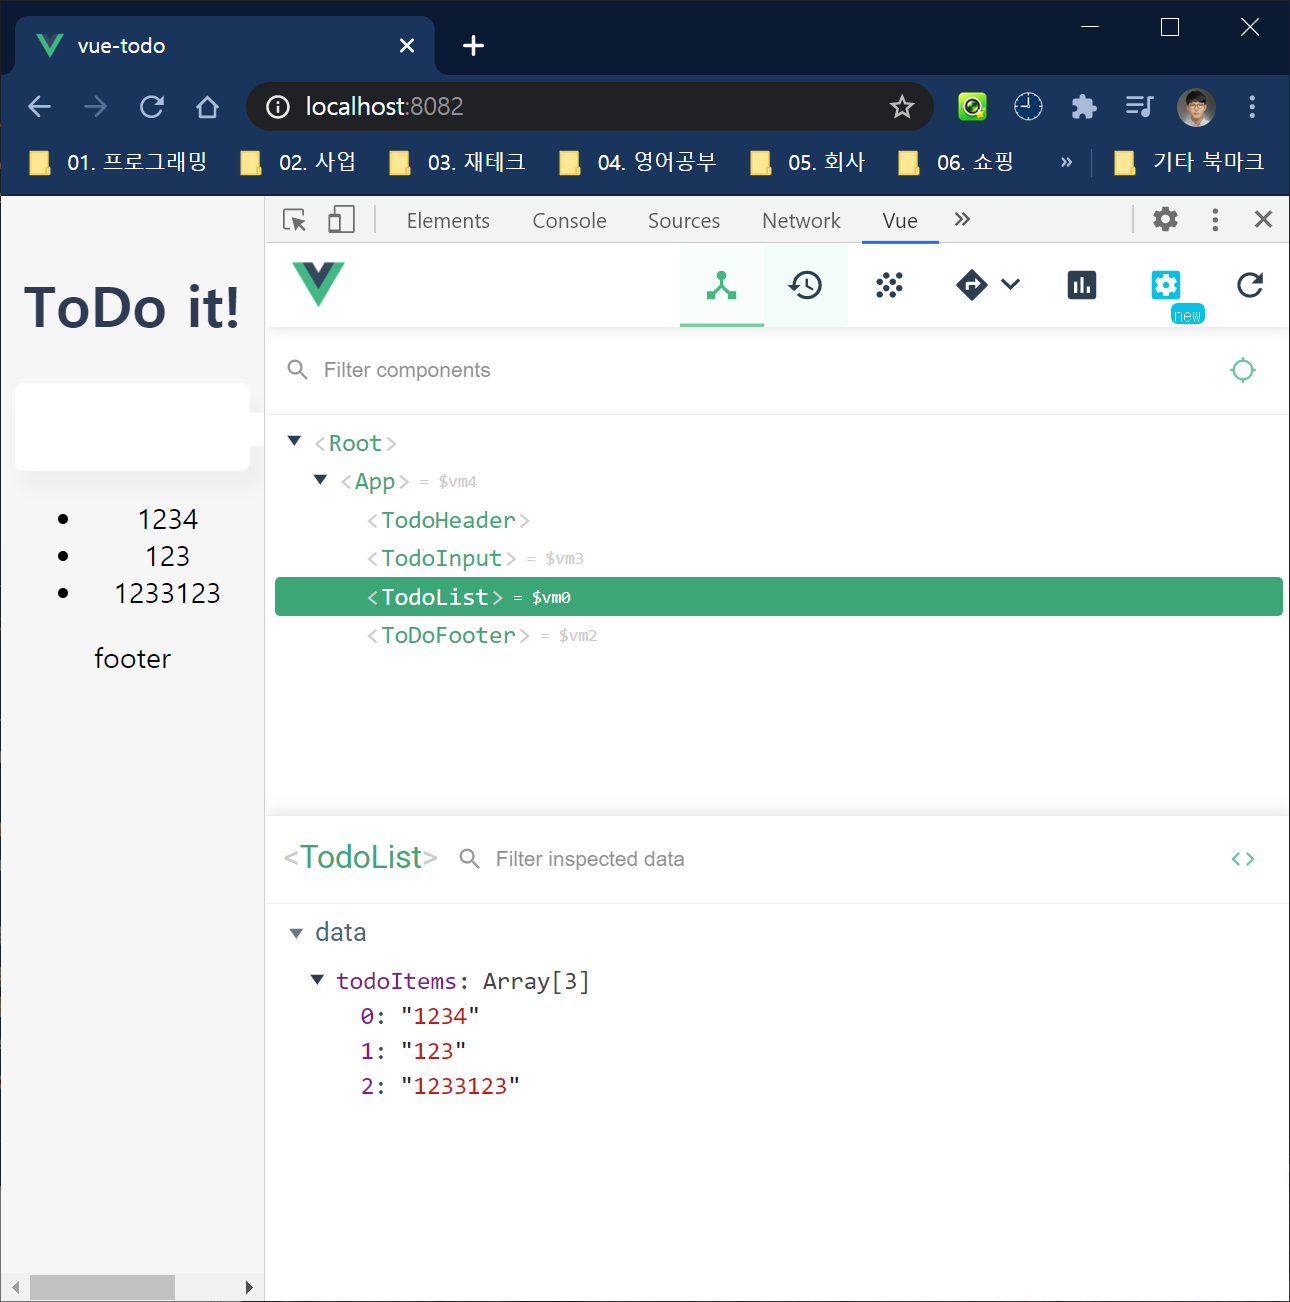 vue-todo
localhost:8082
01. 프로그래밍 02. 사업 03. 재테크 04. 영어공부 05. 회사 06. 쇼핑 » 기타 북마크
ToDo it!
1234
123
1233123
footer
Elements Console Sources Network Vue »
new
Filter components
<Root>
<App> = $vm4
<TodoHeader>
<TodoInput> = $vm3
<TodoList> = $vm0
<ToDoFooter> = $vm2
<TodoList> Filter inspected data <>
data
todoItems: Array[3]
0: "1234"
1: "123"
2: "1233123"